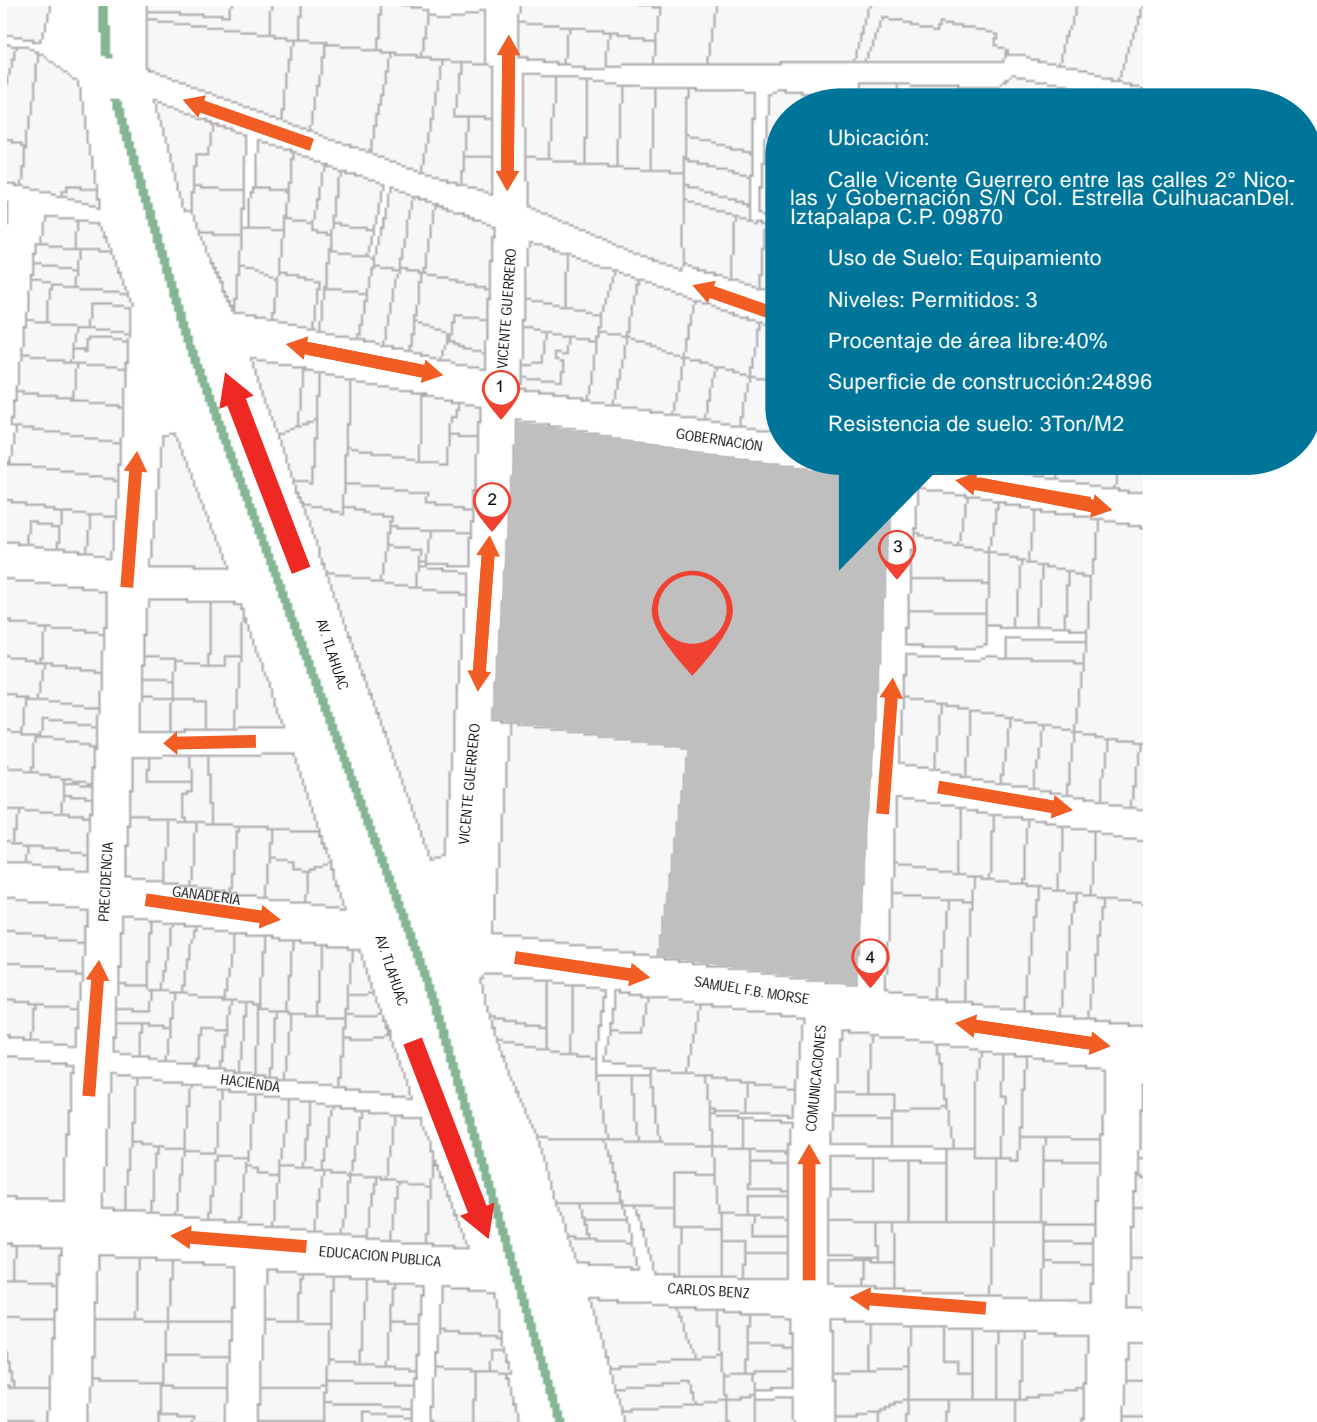 Ubicación:
Calle Vicente Guerrero entre las calles 2° Nico-
las y Gobernación S/N Col. Estrella CulhuacanDel.
Iztapalapa C.P. 09870
Uso de Suelo: Equipamiento
Niveles: Permitidos: 3
Procentaje de área libre:40%
Superficie de construcción:24896
Resistencia de suelo: 3Ton/M2
VICENTE GUERRERO
1
GOBERNACIÓN
2
3
AV. TLAHUAC
VICENTE GUERRERO
PRECIDENCIA
GANADERIA
AV. TLAHUAC
4
SAMUEL F.B. MORSE
COMUNICACIONES
HACIENDA
EDUCACION PUBLICA
CARLOS BENZ